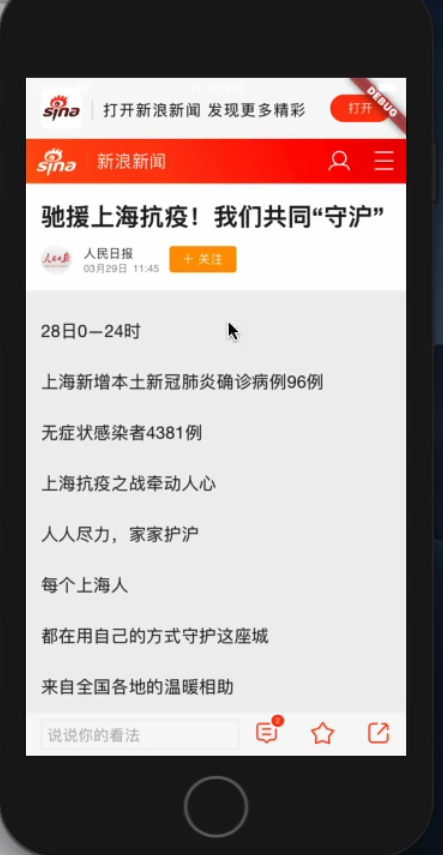 sina
打开新浪新闻 发现更多精彩
打开
DEBUG
sina
新浪新闻
驰援上海抗疫！我们共同“守沪”
人民日报
人民日报
03月29日 11:45
+ 关注
28日0—24时
上海新增本土新冠肺炎确诊病例96例
无症状感染者4381例
上海抗疫之战牵动人心
人人尽力，家家护沪
每个上海人
都在用自己的方式守护这座城
来自全国各地的温暖相助
说说你的看法
2